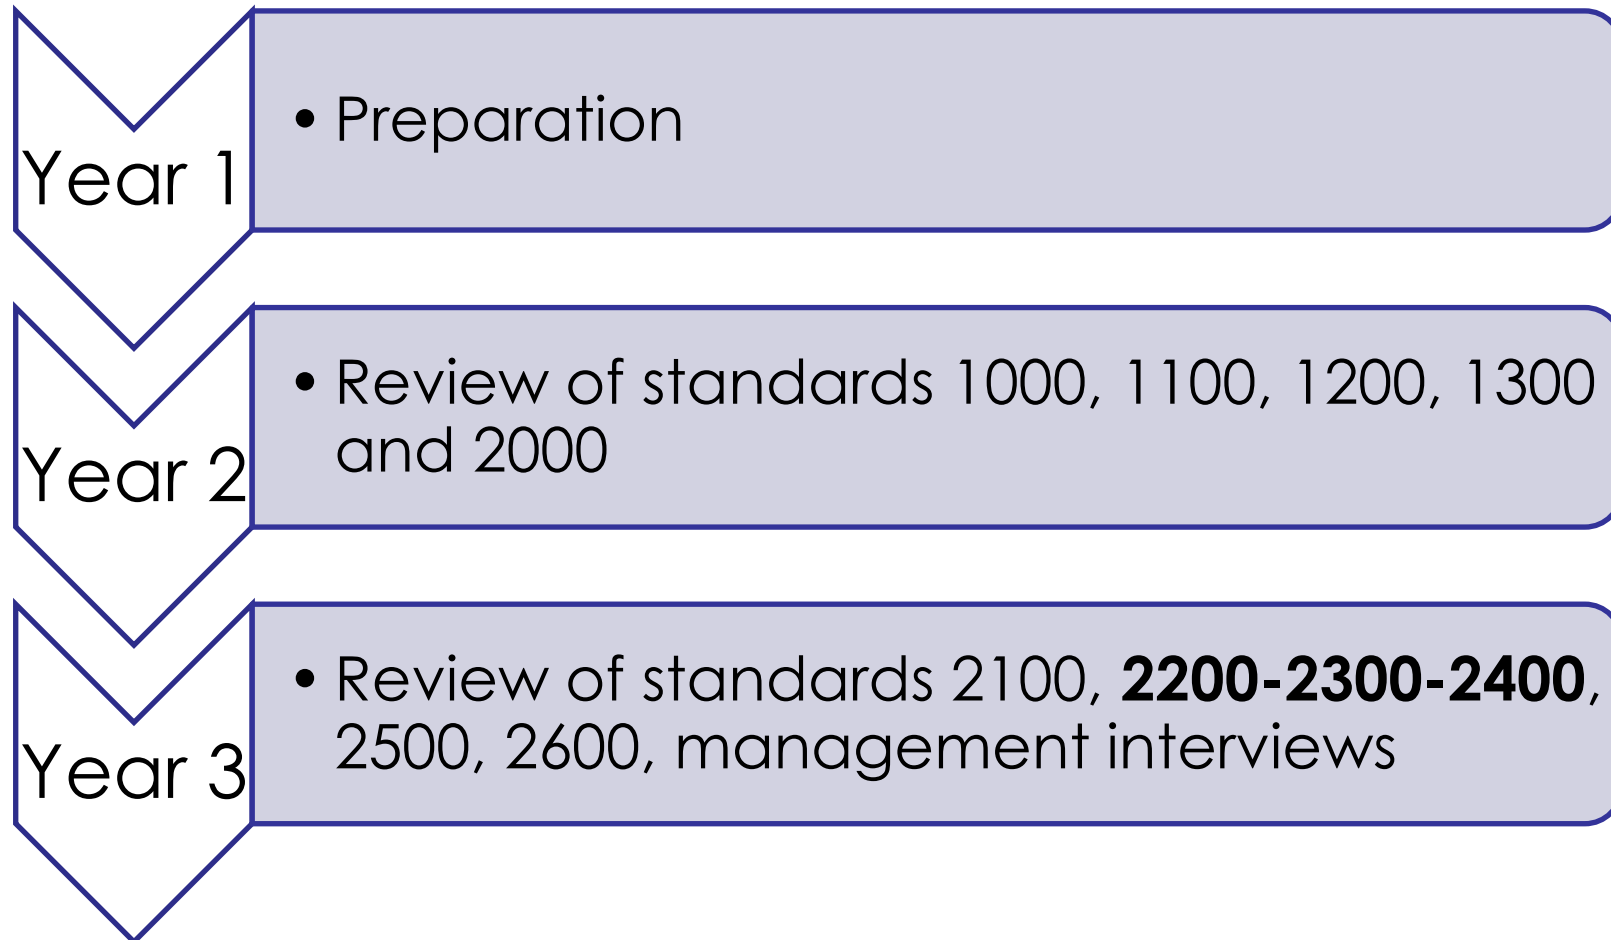 Year 1
• Preparation
Year 2
• Review of standards 1000, 1100, 1200, 1300
and 2000
Year 3
• Review of standards 2100, 2200-2300-2400,
2500, 2600, management interviews